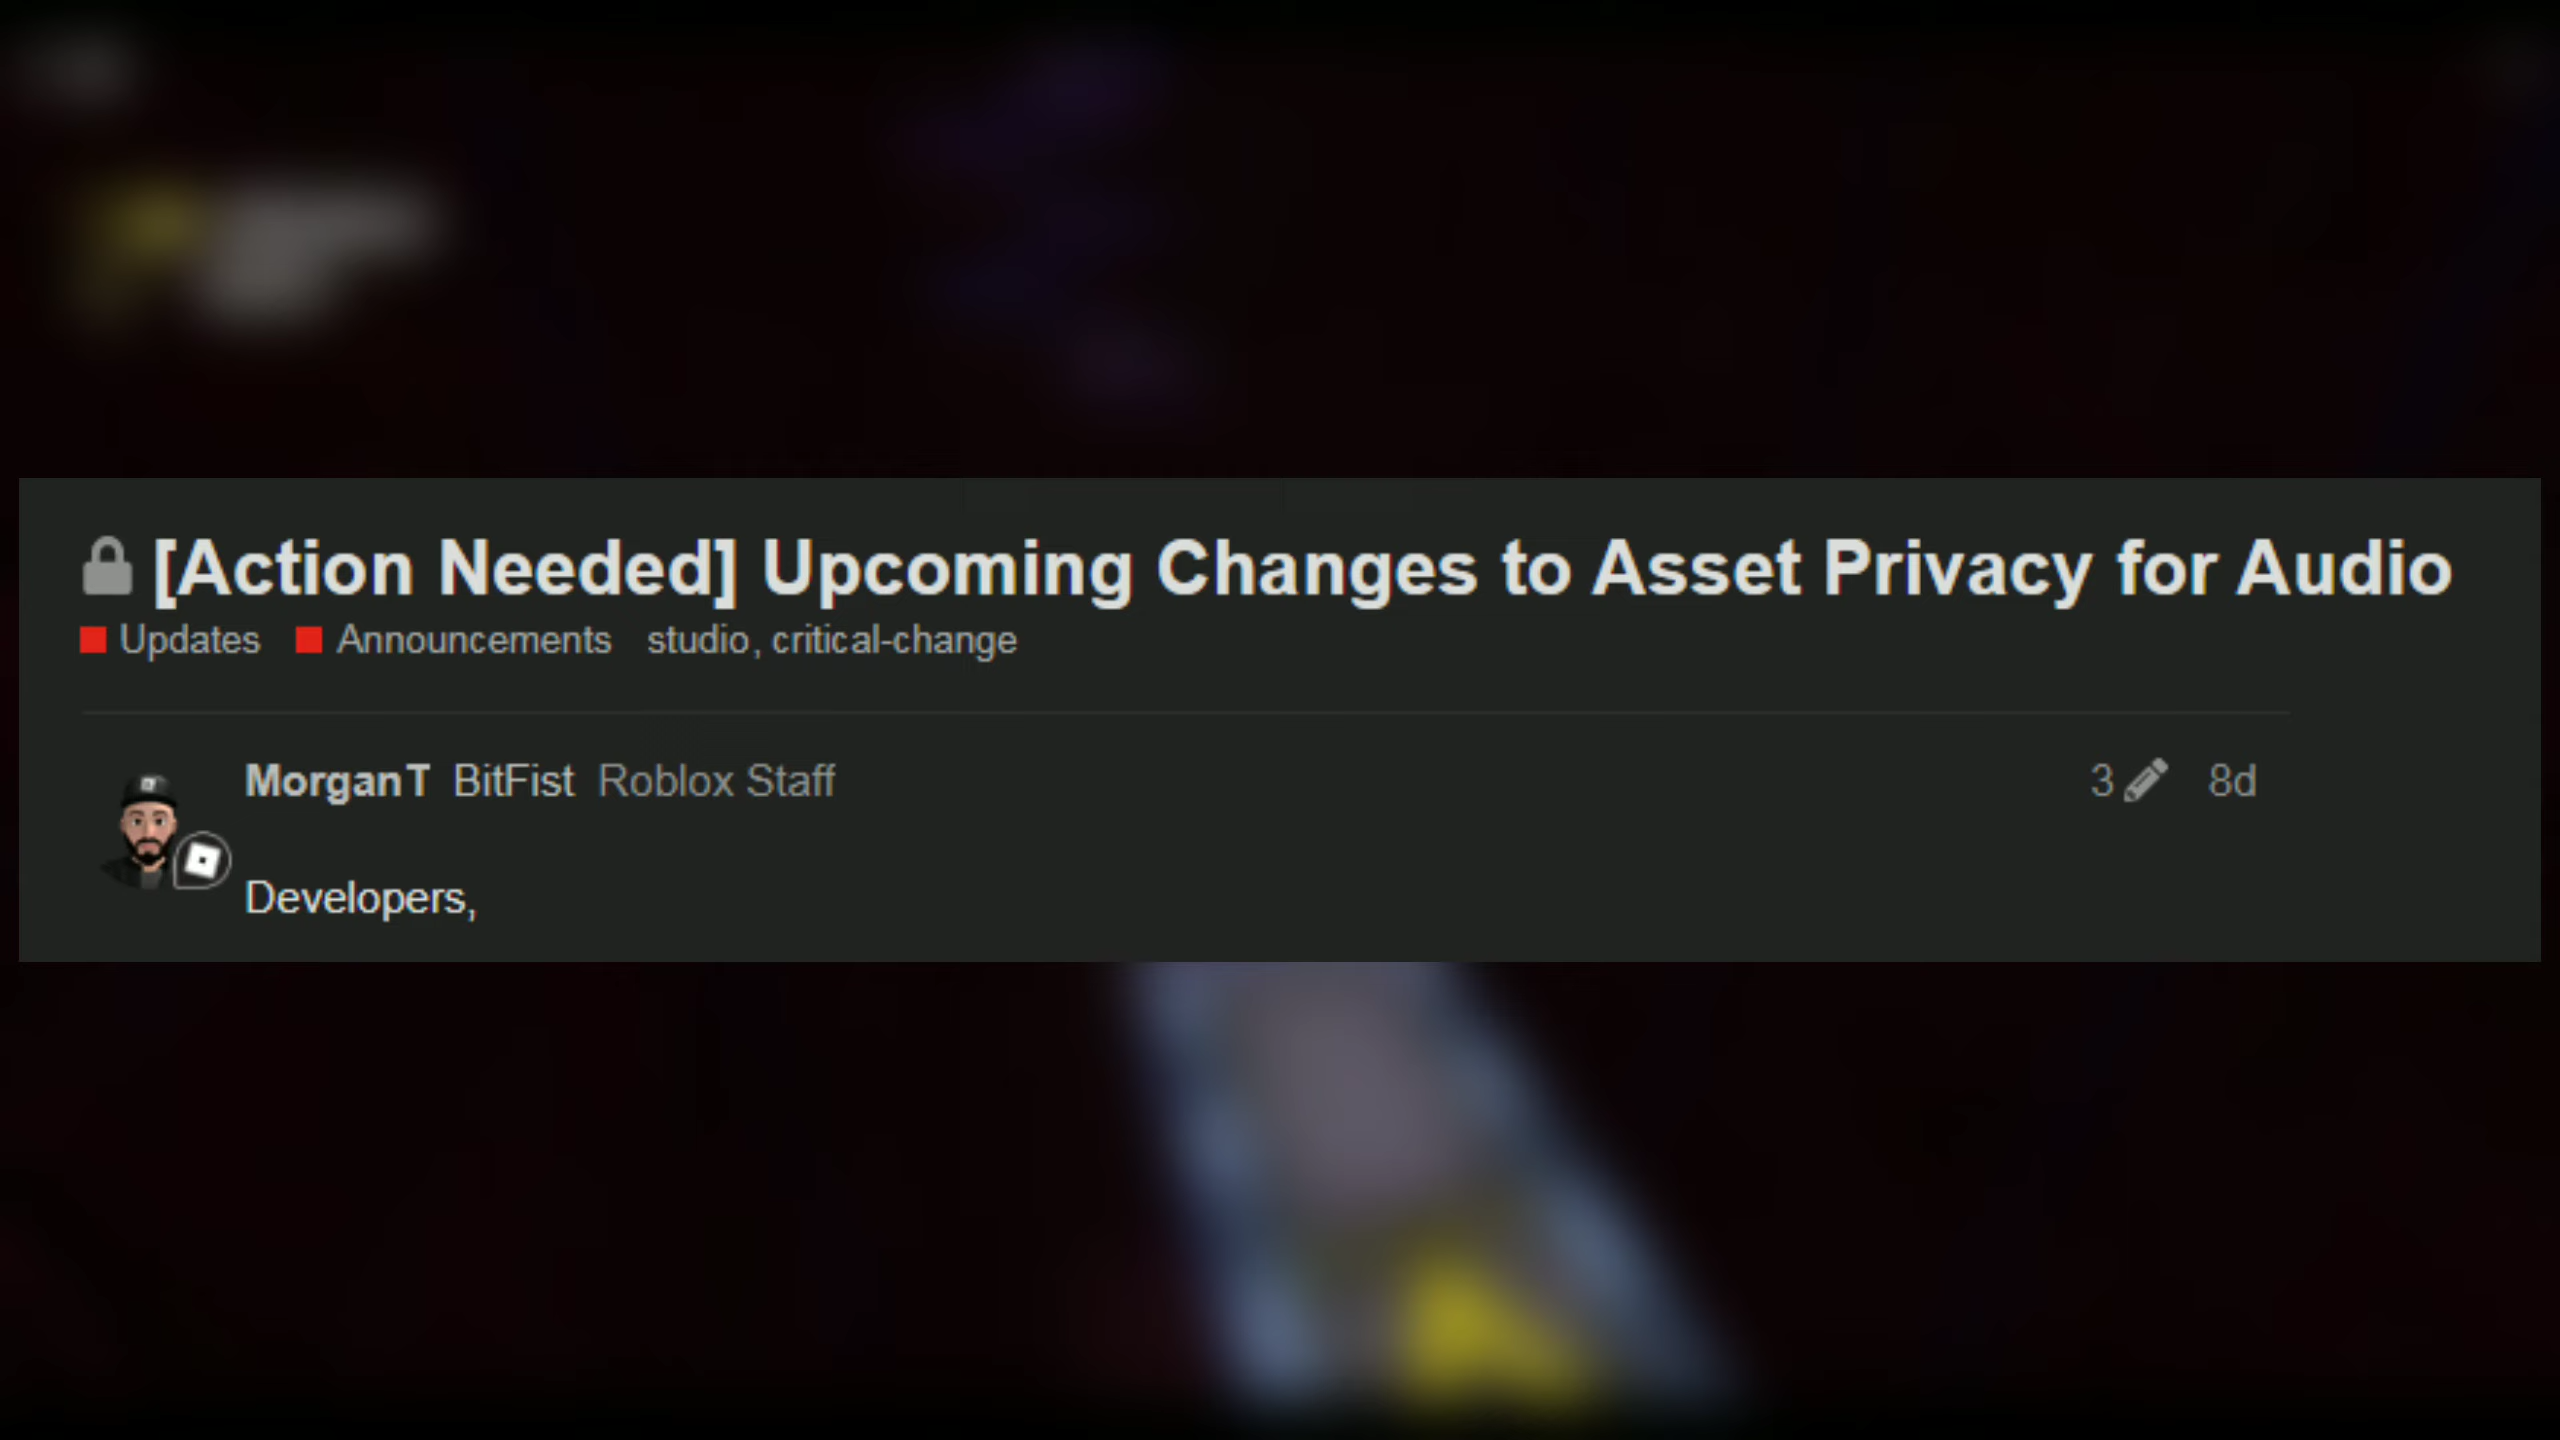 [Action Needed] Upcoming Changes to Asset Privacy for Audio
Updates Announcements studio, critical-change
MorganT BitFist Roblox Staff 3 8d
Developers,